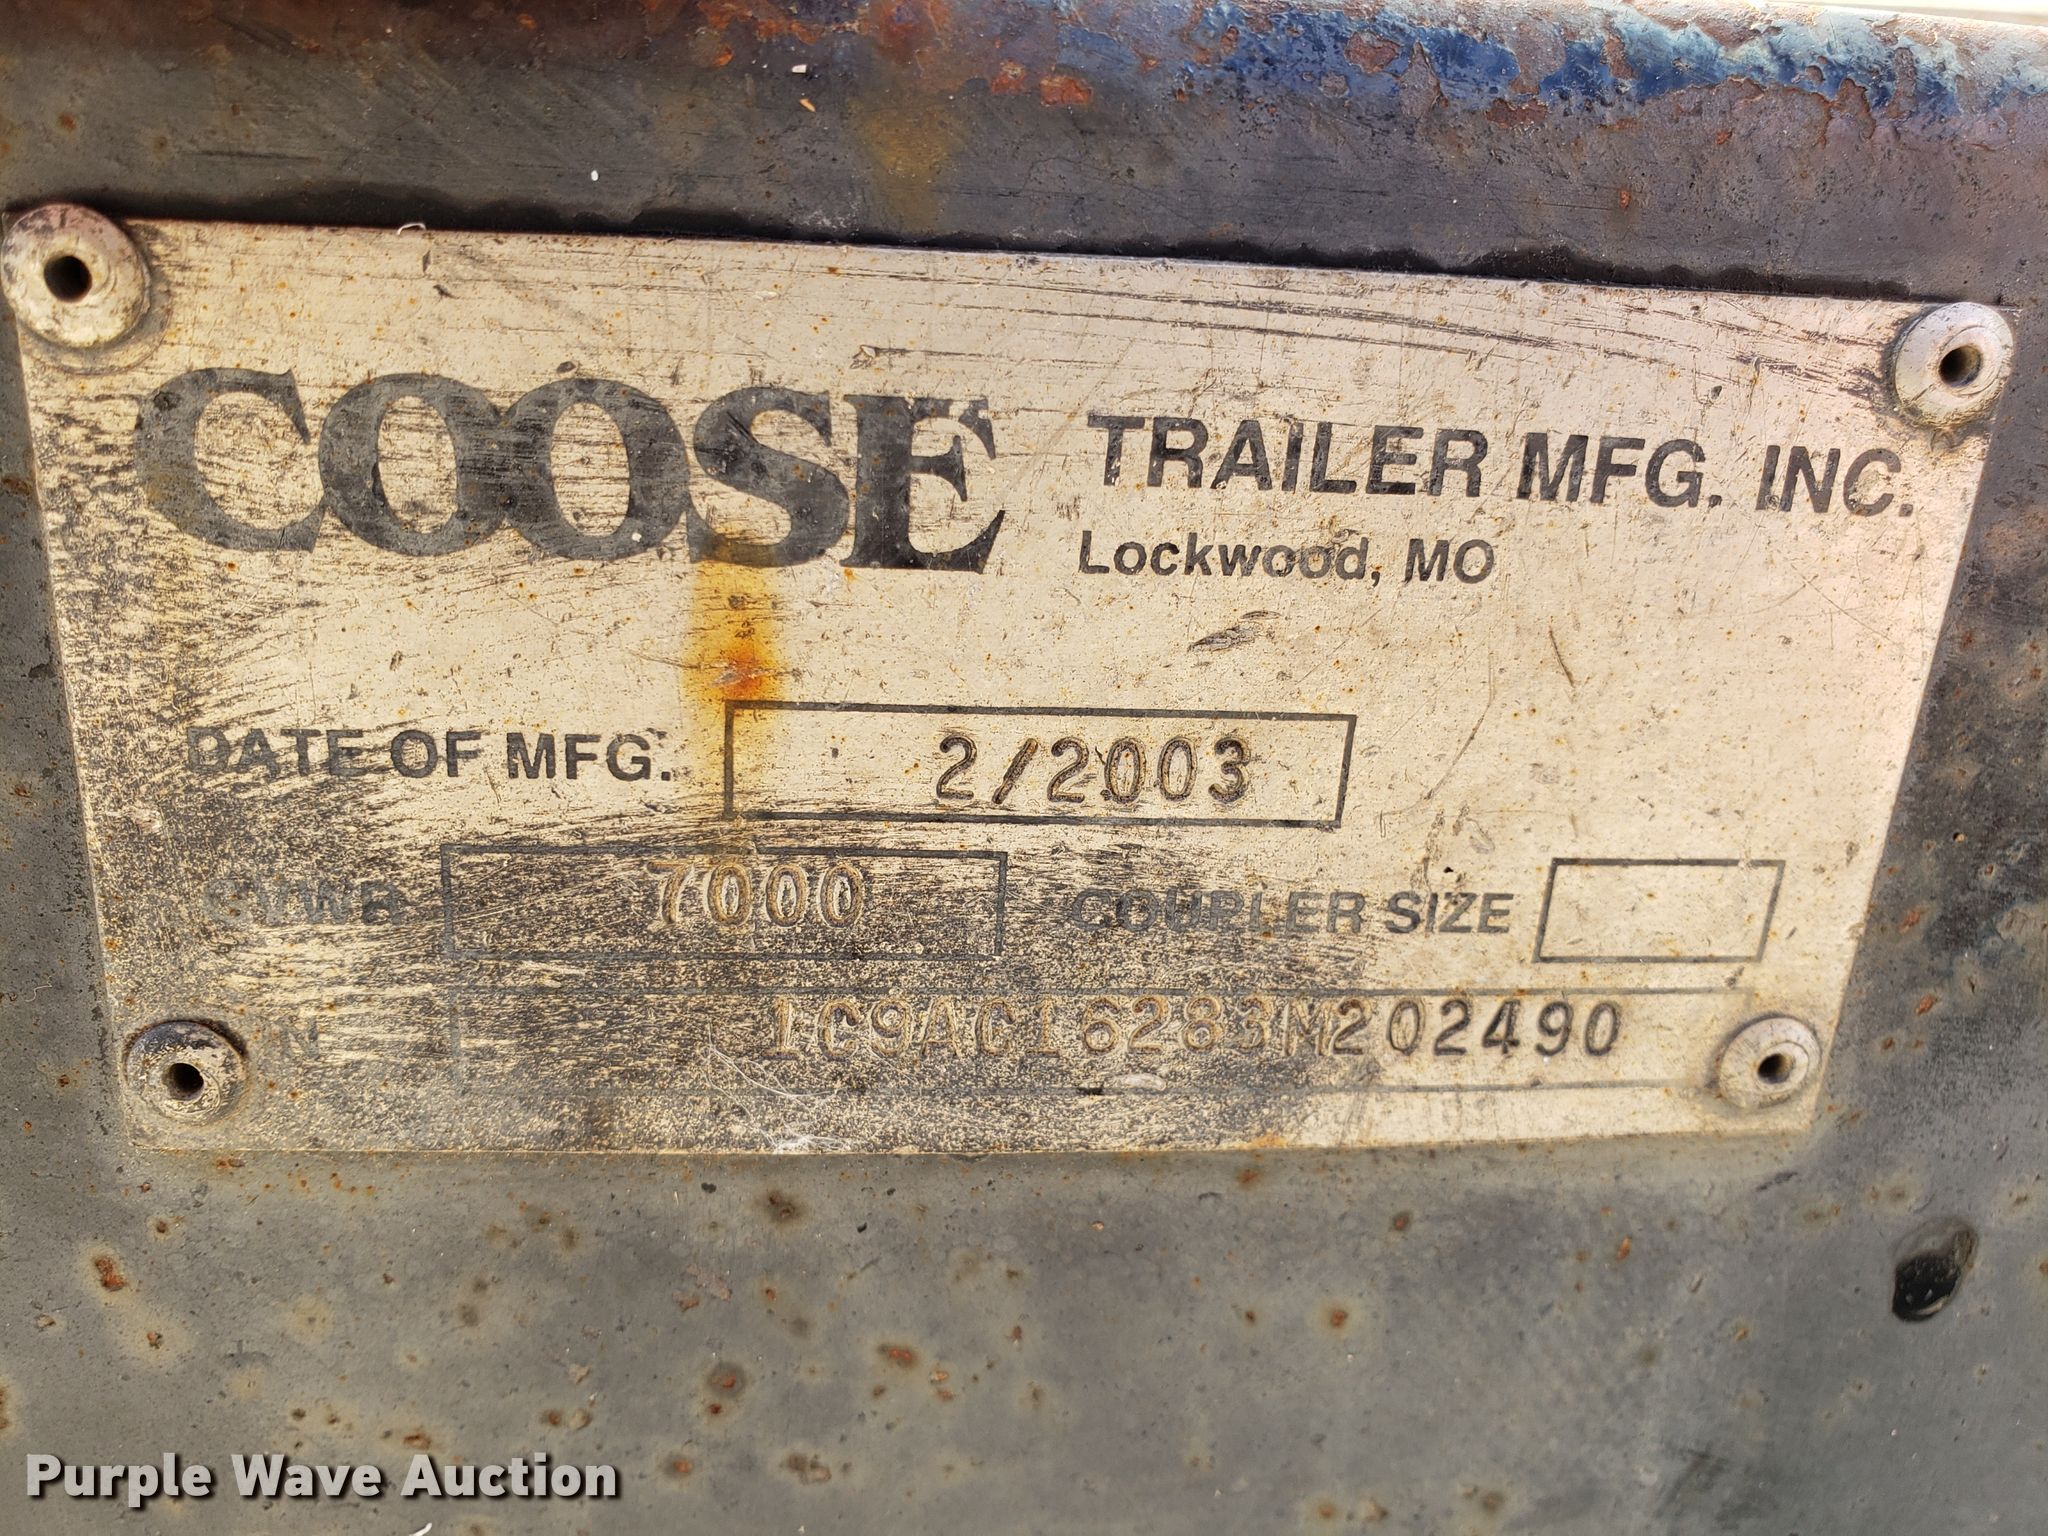 COOSE TRAILER MFG. INC.
Lockwood, MO
DATE OF MFG. 2/2003
GVWR 7000 COUPLER SIZE
1C9AC16283M202490
Purple Wave Auction